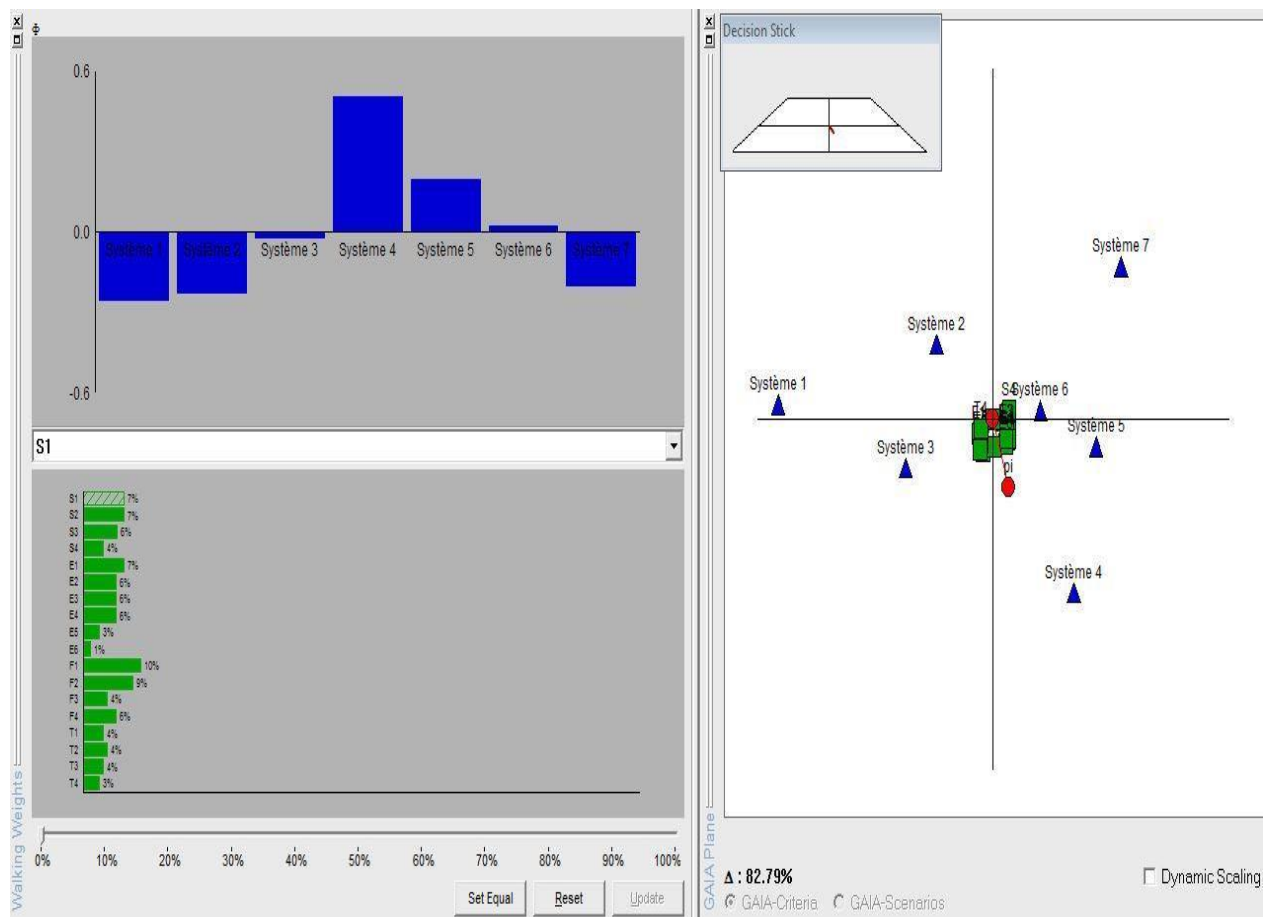 Φ
0.6
0.0
-0.6
Système 1
Système 2
Système 3
Système 4
Système 5
Système 6
Système 7
S1
S1 7%
S2 7%
S3 6%
S4 4%
E1 7%
E2 6%
E3 6%
E4 6%
E5 3%
E6 1%
F1 10%
F2 9%
F3 4%
F4 6%
T1 4%
T2 4%
T3 4%
T4 3%
0% 10% 20% 30% 40% 50% 60% 70% 80% 90% 100%
Set Equal Reset Update
Walking Weights
Decision Stick
Système 7
Système 2
Système 1
S4
Système 6
Système 5
Système 3
pi
Système 4
Δ : 82.79%
Dynamic Scaling
GAIA-Criteria GAIA-Scenarios
GAIA Plane